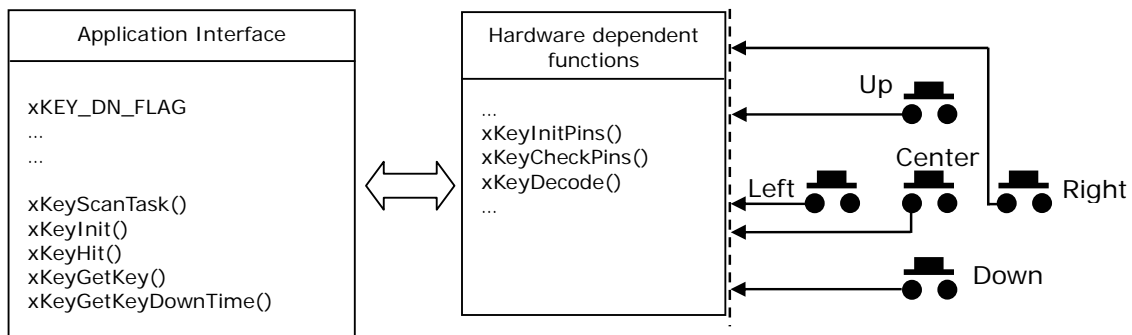 Application Interface
xKEY_DN_FLAG
...
...
xKeyScanTask()
xKeyInit()
xKeyHit()
xKeyGetKey()
xKeyGetKeyDownTime()
Hardware dependent
functions
...
xKeyInitPins()
xKeyCheckPins()
xKeyDecode()
...
Up
Center
Left
Right
Down